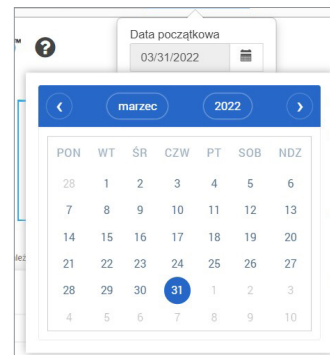 Data początkowa
03/31/2022
marzec 2022
PON WT ŚR CZW PT SOB NDZ
28 1 2 3 4 5 6
7 8 9 10 11 12 13
14 15 16 17 18 19 20
21 22 23 24 25 26 27
28 29 30 31 1 2 3
4 5 6 7 8 9 10